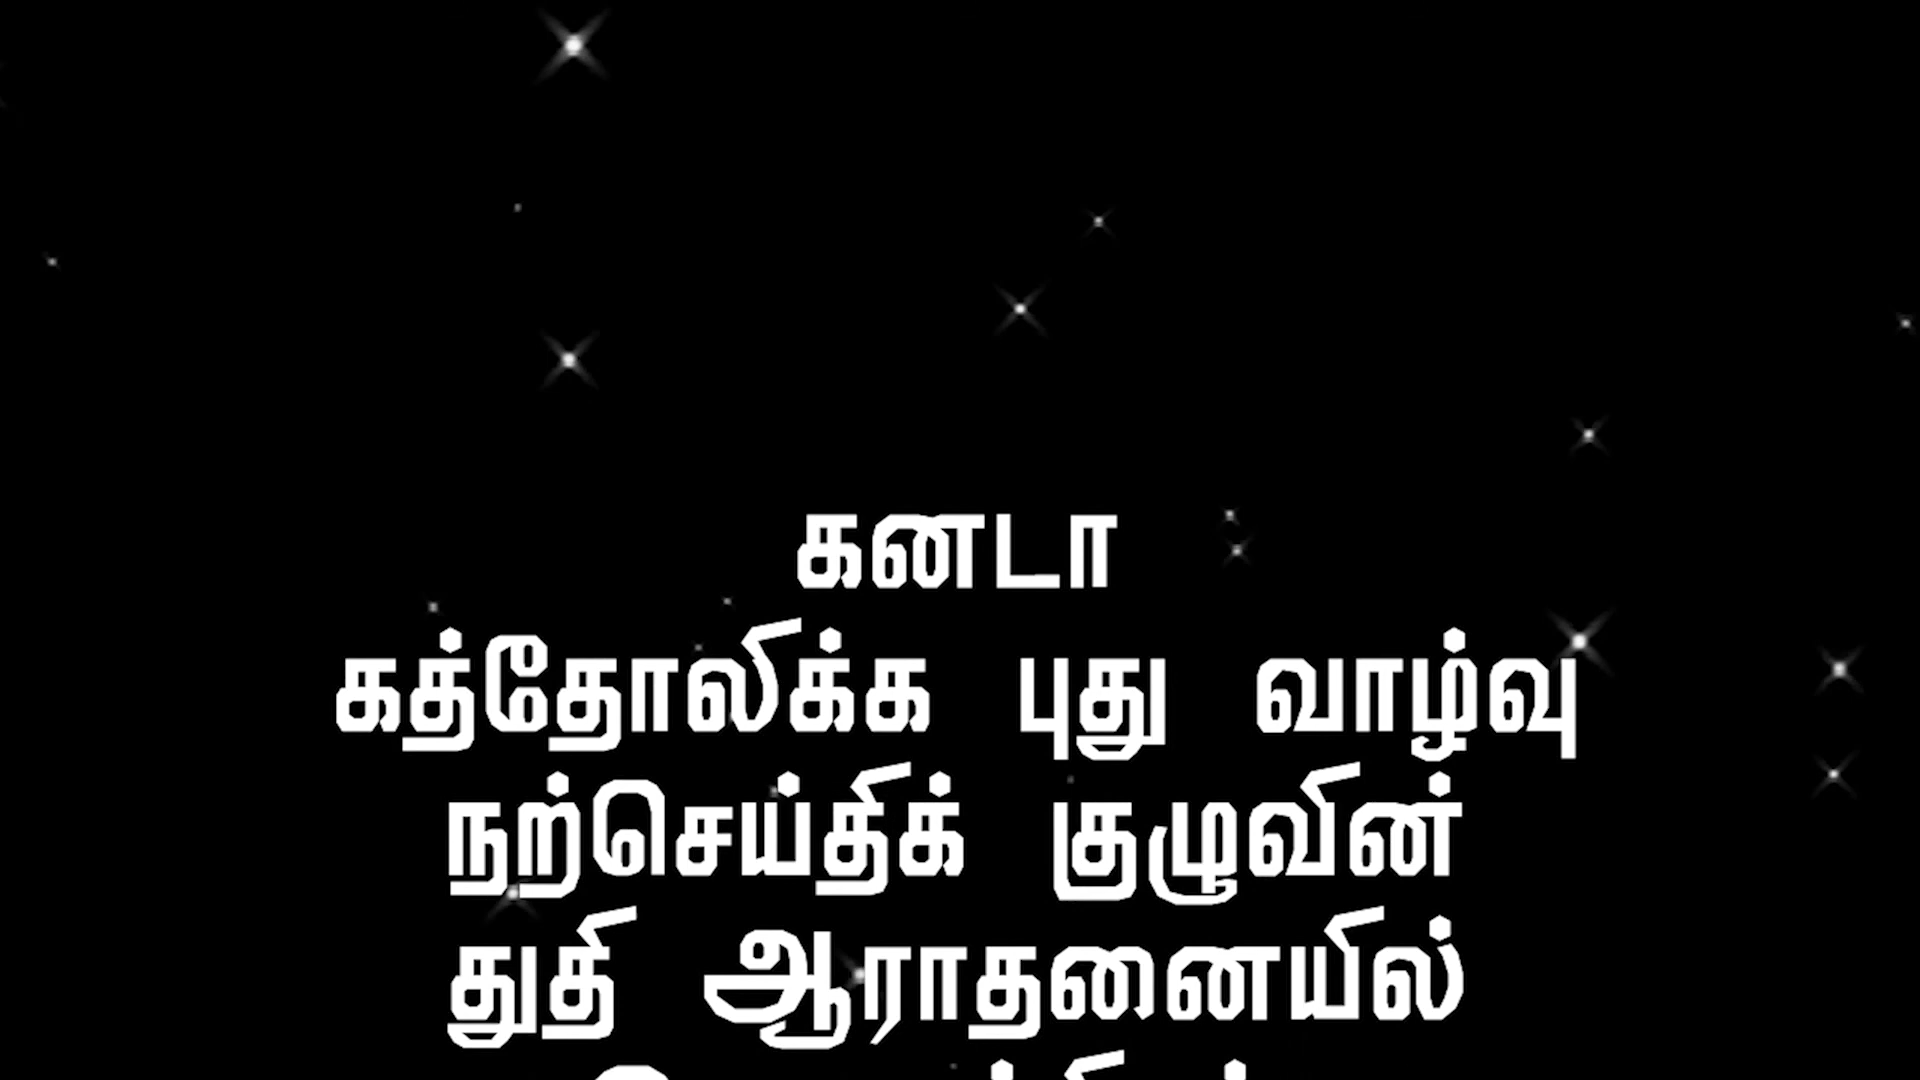 கனடா
கத்தோலிக்க புது வாழ்வு
நற்செய்திக் குழுவின்
துதி ஆராதனையில்